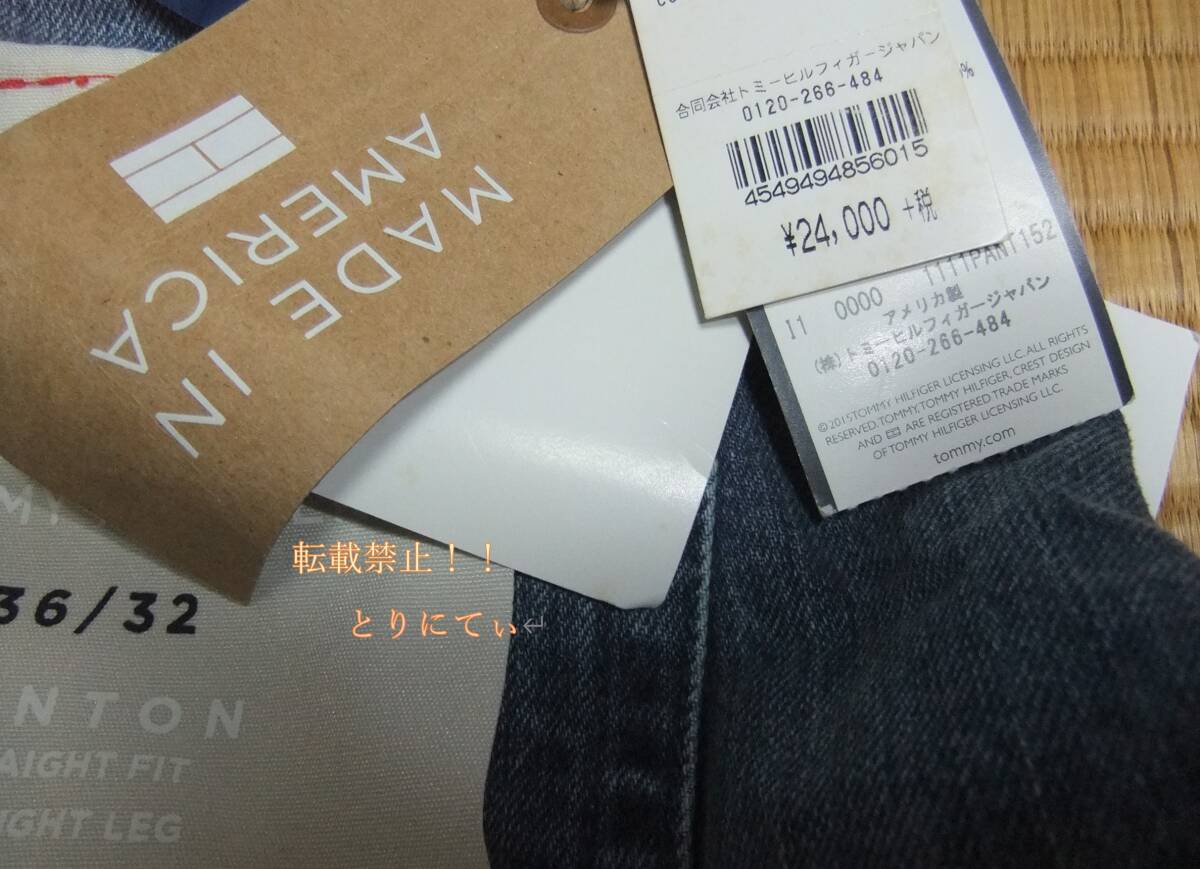 MADE IN
AMERICA
合同会社トミーヒルフィガージャパン
0120-266-484
4549494856015
¥24,000 +税
%
1111PANT152
I1 0000
アメリカ製
(株)トミーヒルフィガージャパン
0120-266-484
©2015TOMMY HILFIGER LICENSING LLC. ALL RIGHTS
RESERVED. TOMMY, TOMMY HILFIGER, CREST DESIGN
AND ARE REGISTERED TRADE MARKS
OF TOMMY HILFIGER LICENSING LLC.
tommy.com
転載禁止！！
とりにてぃ↵
MY
36/32
NTON
AIGHT FIT
IGHT LEG